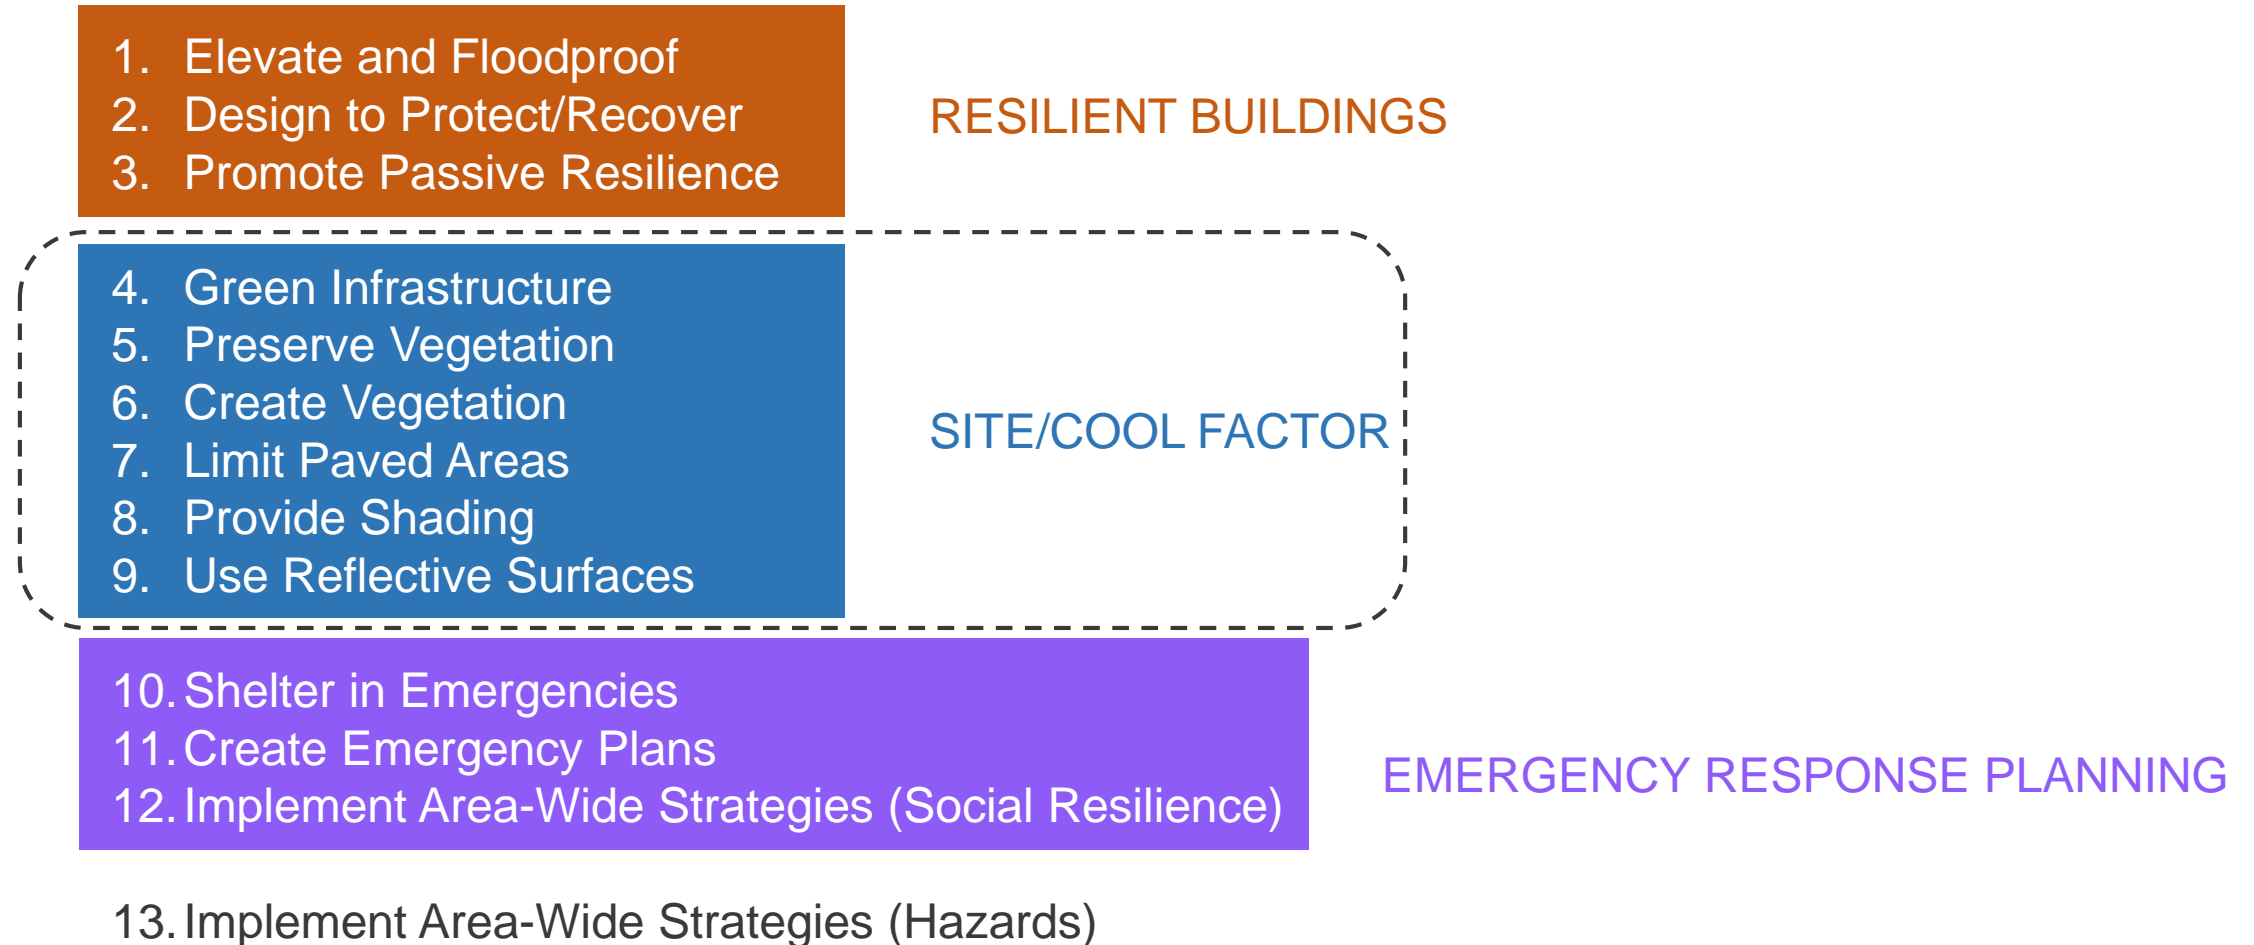 1. Elevate and Floodproof
2. Design to Protect/Recover
3. Promote Passive Resilience
RESILIENT BUILDINGS
4. Green Infrastructure
5. Preserve Vegetation
6. Create Vegetation
7. Limit Paved Areas
8. Provide Shading
9. Use Reflective Surfaces
SITE/COOL FACTOR
10. Shelter in Emergencies
11. Create Emergency Plans
12. Implement Area-Wide Strategies (Social Resilience)
EMERGENCY RESPONSE PLANNING
13. Implement Area-Wide Strategies (Hazards)